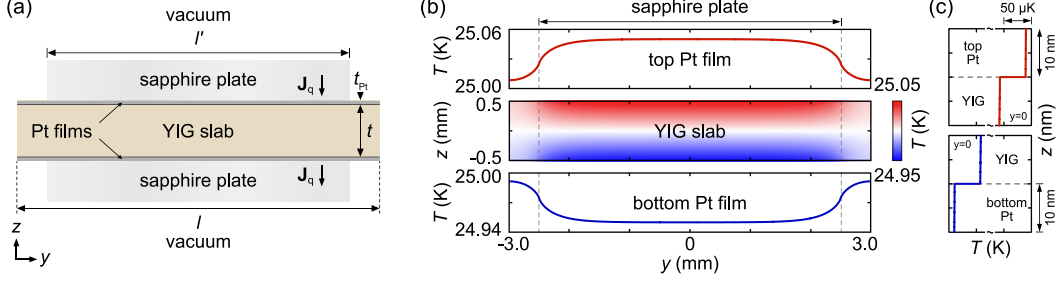 (a)
vacuum
l'
sapphire plate
J_q
t_Pt
Pt films
YIG slab
t
sapphire plate
J_q
l
vacuum
z
y
(b)
sapphire plate
25.06
T (K)
25.00
top Pt film
25.05
0.5
z (mm)
-0.5
YIG slab
T (K)
24.95
25.00
T (K)
24.94
bottom Pt film
-3.0
0
3.0
y (mm)
(c)
50 µK
top
Pt
10 nm
YIG
y=0
z (nm)
y=0
YIG
bottom
Pt
10 nm
T (K)